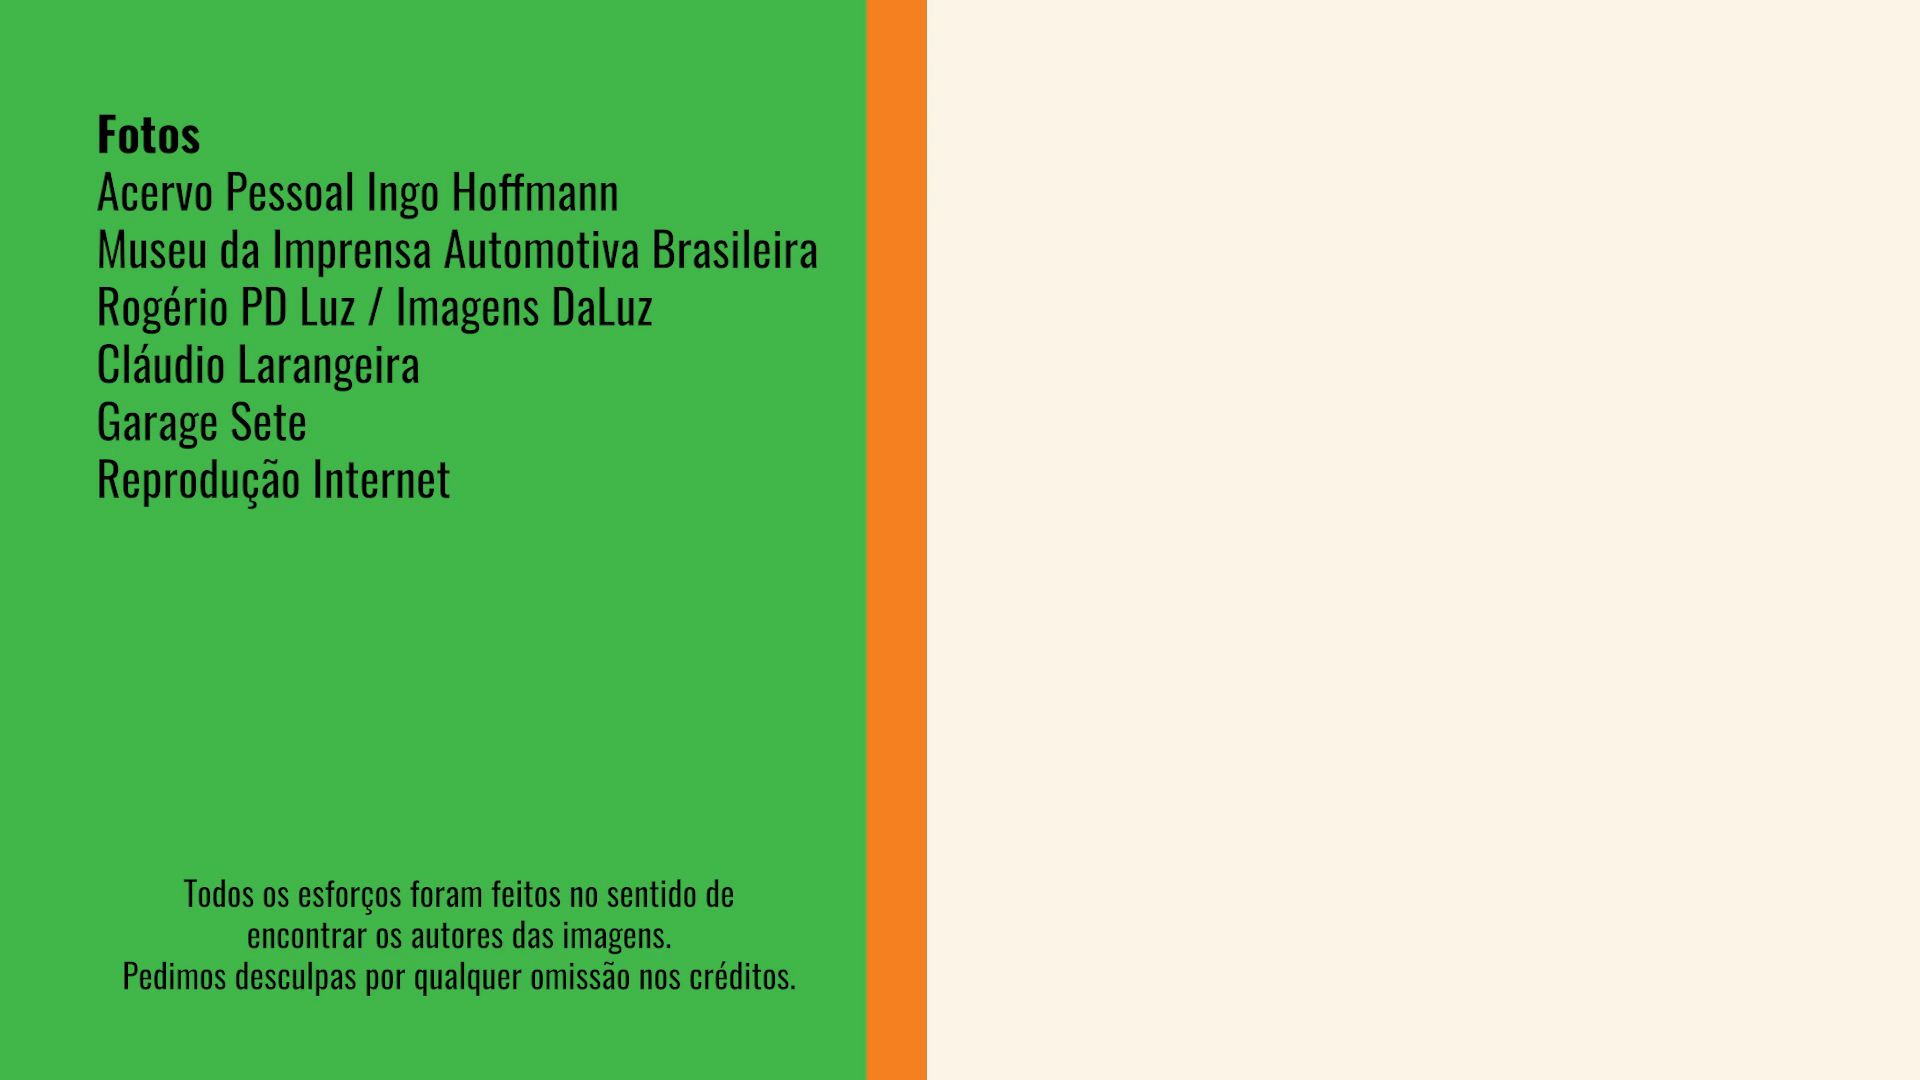 Fotos
Acervo Pessoal Ingo Hoffmann
Museu da Imprensa Automotiva Brasileira
Rogério PD Luz / Imagens DaLuz
Cláudio Larangeira
Garage Sete
Reprodução Internet
Todos os esforços foram feitos no sentido de
encontrar os autores das imagens.
Pedimos desculpas por qualquer omissão nos créditos.